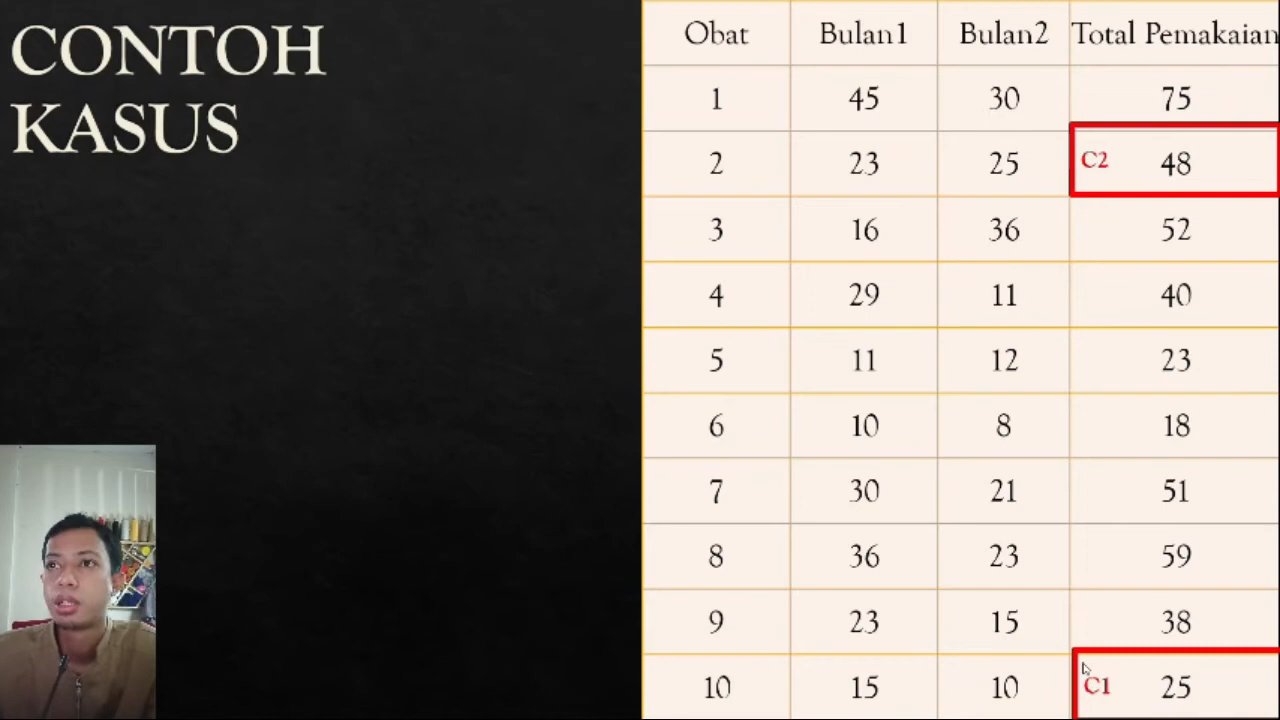 CONTOH
KASUS
Obat Bulan1 Bulan2 Total Pemakaian
1 45 30 75
2 23 25 C2 48
3 16 36 52
4 29 11 40
5 11 12 23
6 10 8 18
7 30 21 51
8 36 23 59
9 23 15 38
10 15 10 C1 25